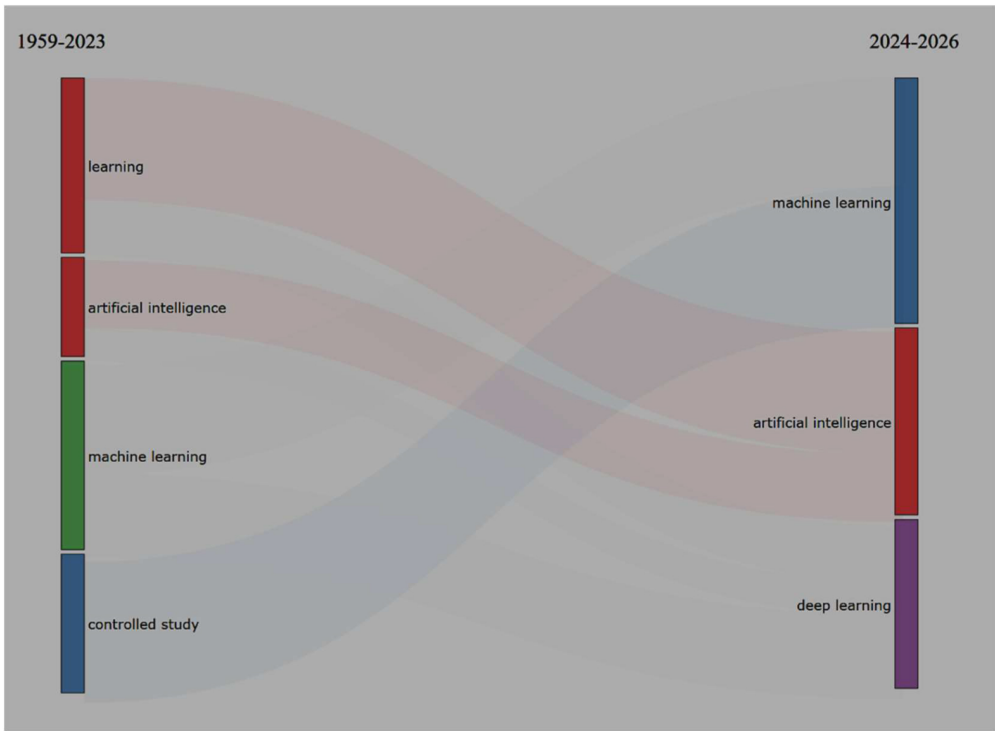 1959-2023
2024-2026
learning
artificial intelligence
machine learning
controlled study
machine learning
artificial intelligence
deep learning